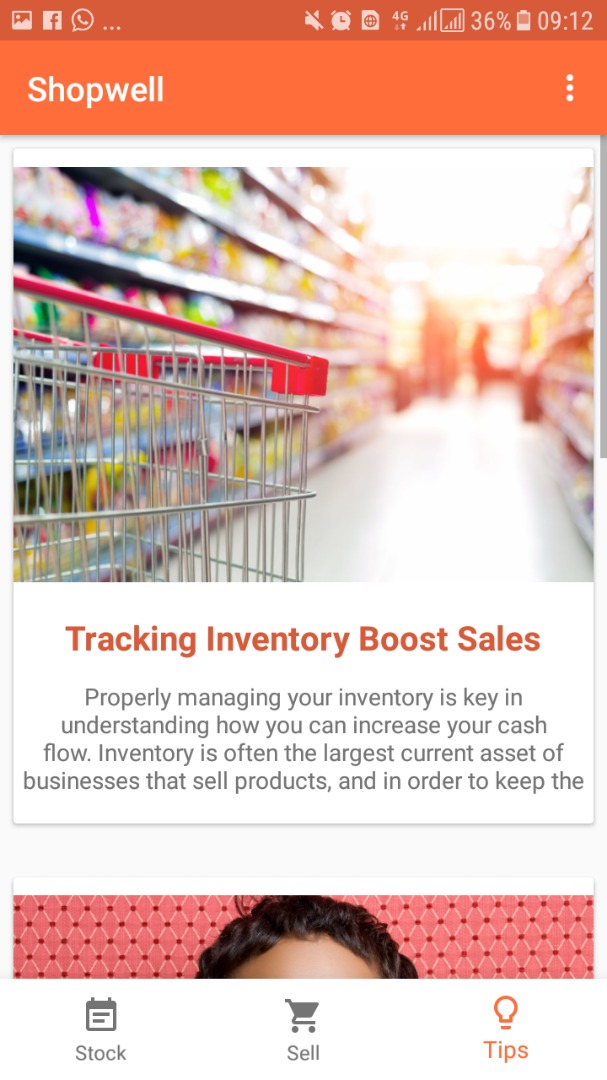 ... 4G 36% 09:12
Shopwell
Tracking Inventory Boost Sales
Properly managing your inventory is key in
understanding how you can increase your cash
flow. Inventory is often the largest current asset of
businesses that sell products, and in order to keep the
Stock Sell Tips